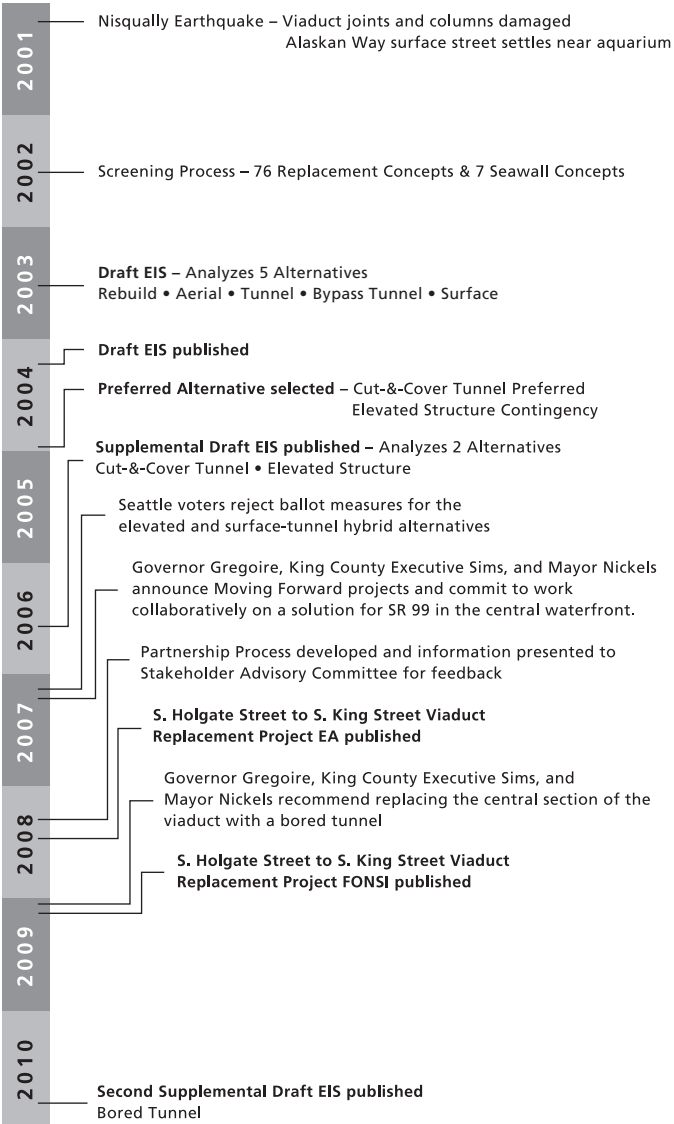 2001
Nisqually Earthquake – Viaduct joints and columns damaged
Alaskan Way surface street settles near aquarium
2002
Screening Process – 76 Replacement Concepts & 7 Seawall Concepts
2003
Draft EIS – Analyzes 5 Alternatives
Rebuild • Aerial • Tunnel • Bypass Tunnel • Surface
2004
Draft EIS published
Preferred Alternative selected – Cut-&-Cover Tunnel Preferred
Elevated Structure Contingency
Supplemental Draft EIS published – Analyzes 2 Alternatives
Cut-&-Cover Tunnel • Elevated Structure
2005
Seattle voters reject ballot measures for the
elevated and surface-tunnel hybrid alternatives
2006
Governor Gregoire, King County Executive Sims, and Mayor Nickels
announce Moving Forward projects and commit to work
collaboratively on a solution for SR 99 in the central waterfront.
Partnership Process developed and information presented to
Stakeholder Advisory Committee for feedback
2007
S. Holgate Street to S. King Street Viaduct
Replacement Project EA published
Governor Gregoire, King County Executive Sims, and
Mayor Nickels recommend replacing the central section of the
viaduct with a bored tunnel
2008
S. Holgate Street to S. King Street Viaduct
Replacement Project FONSI published
2009
2010
Second Supplemental Draft EIS published
Bored Tunnel